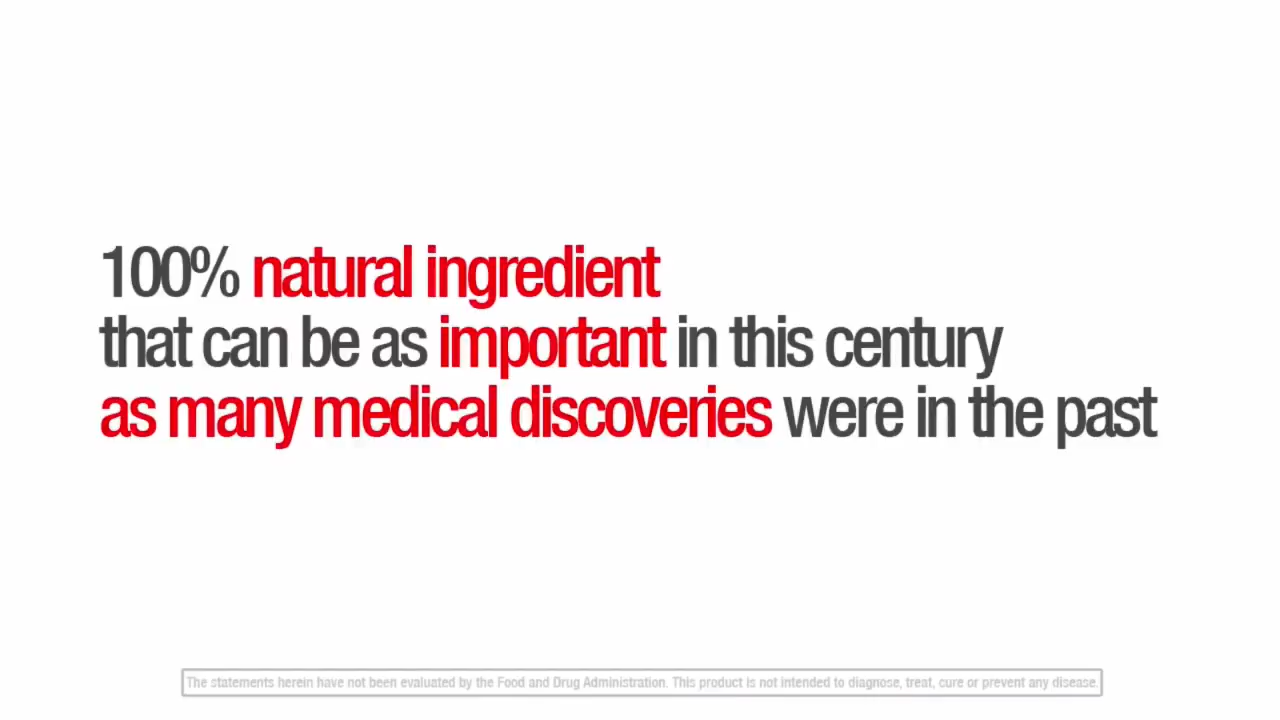 100% natural ingredient
that can be as important in this century
as many medical discoveries were in the past
The statements herein have not been evaluated by the Food and Drug Administration. This product is not intended to diagnose, treat, cure or prevent any disease.